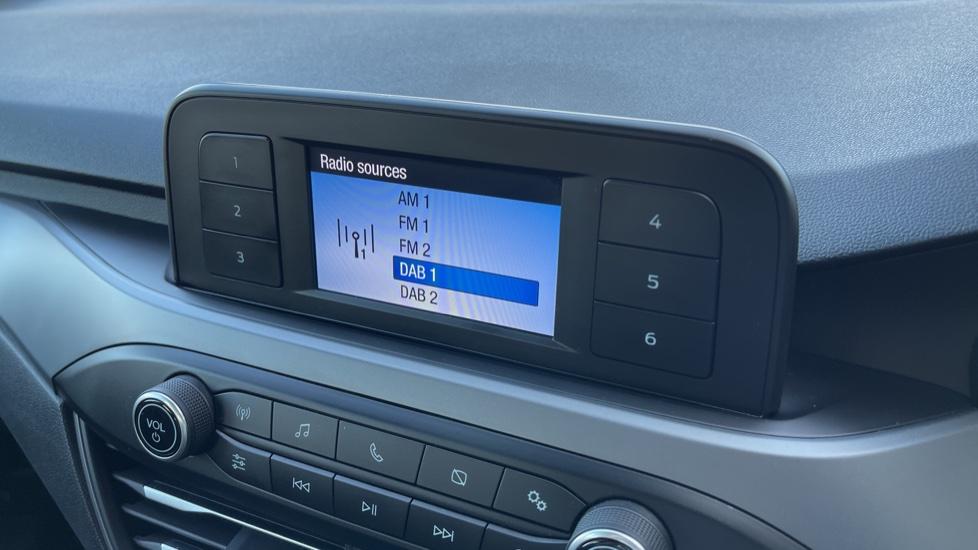 Radio sources
AM 1
FM 1
FM 2
DAB 1
DAB 2
1
2
3
4
5
6
VOL